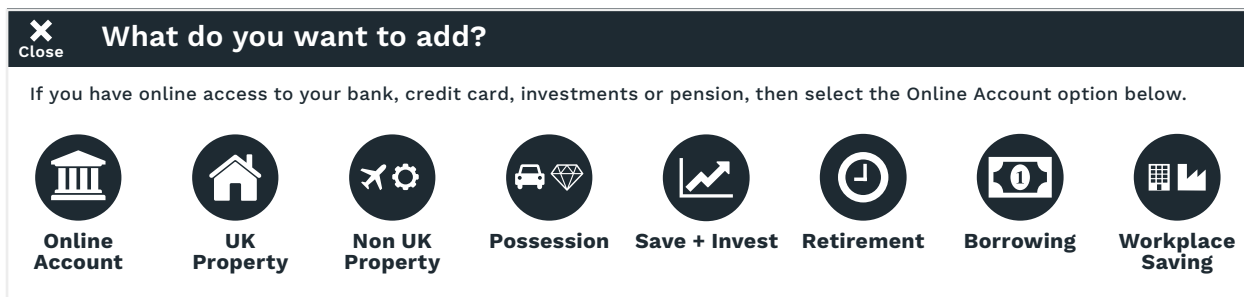 Close
What do you want to add?
If you have online access to your bank, credit card, investments or pension, then select the Online Account option below.
1
Online
Account
UK
Property
Non UK
Property
Possession
Save + Invest
Retirement
Borrowing
Workplace
Saving